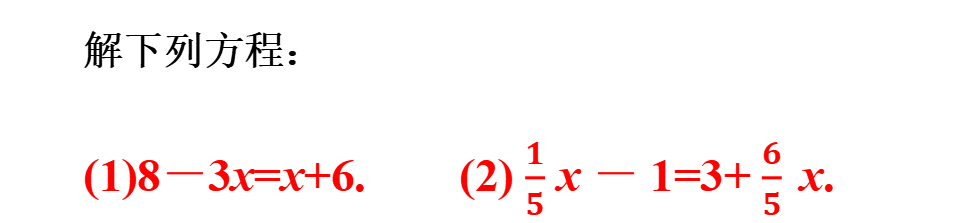 解下列方程：
(1)8－3x=x+6. (2) 1/5 x － 1=3+ 6/5 x.